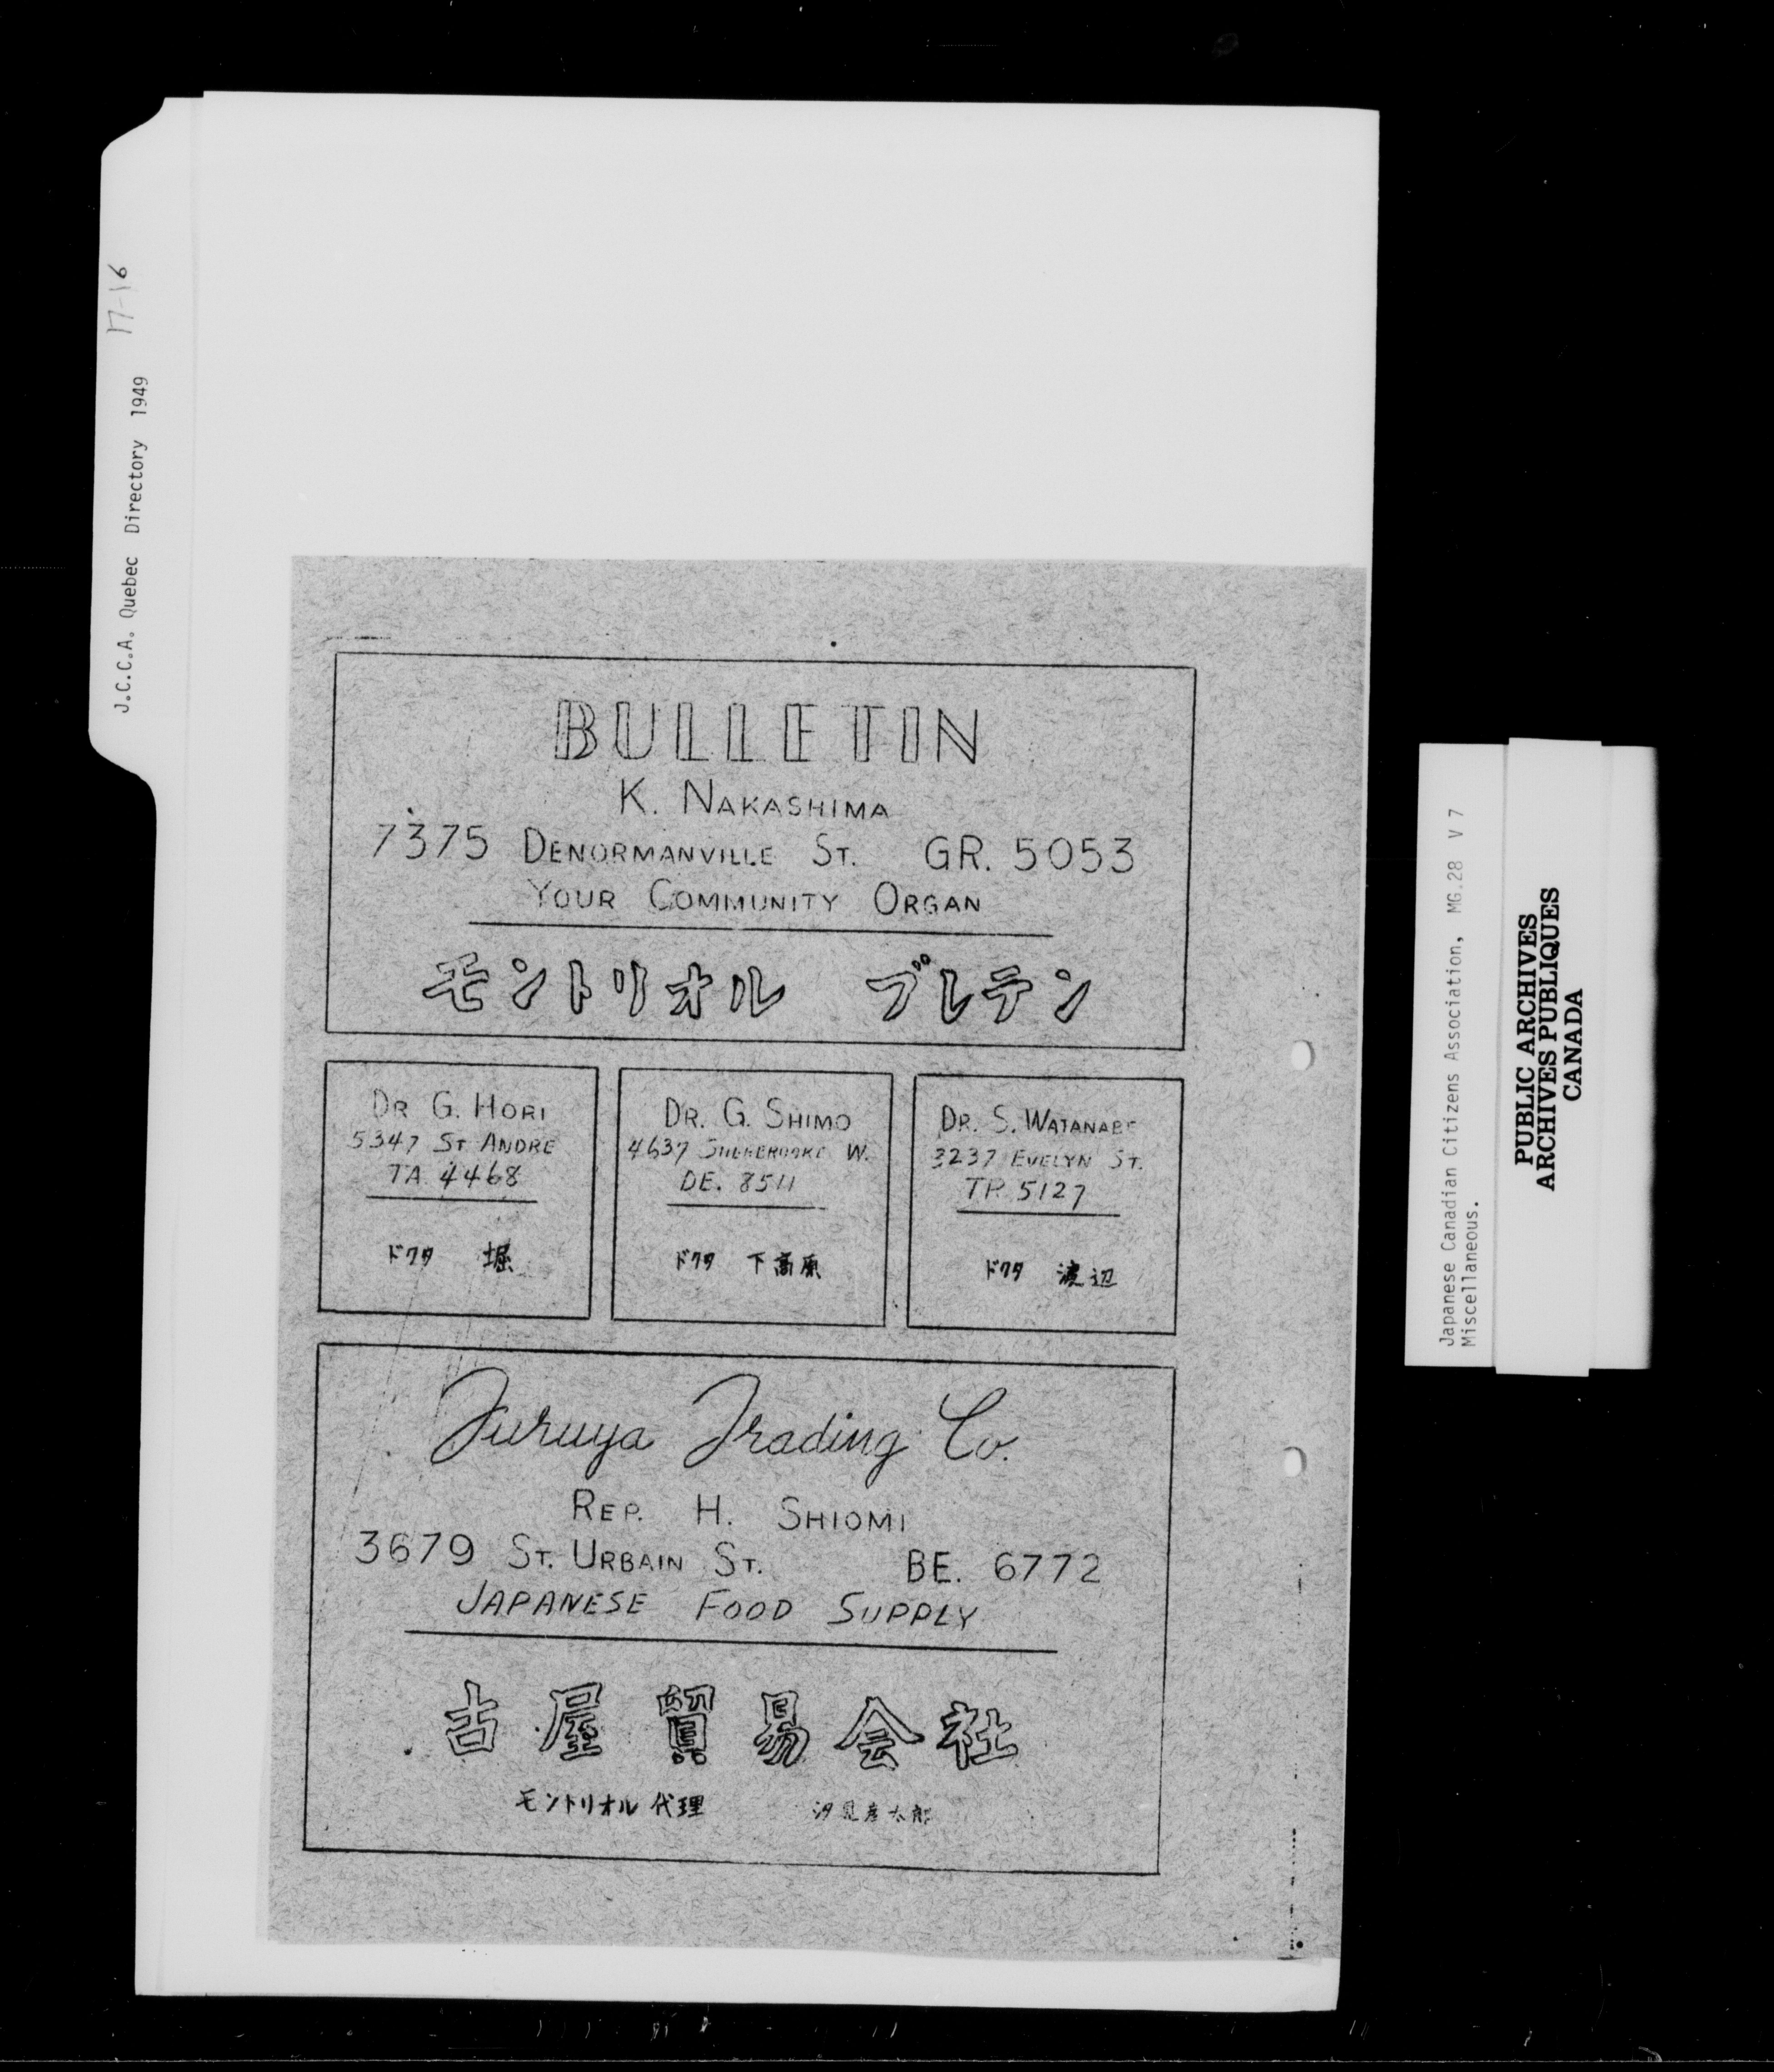 J.C.C.A. Quebec Directory 1949 17-16
BULLETIN
K. NAKASHIMA
7375 DENORMANVILLE ST. GR. 5053
YOUR COMMUNITY ORGAN
モントリオル ブレテン
DR G. HORI
5347 ST ANDRE
TA 4468
ドクタ 堀
DR. G. SHIMO
4637 SHERBROOKE W.
DE. 8511
ドクタ 下高原
DR. S. WATANABE
3237 EVELYN ST.
TR 5127
ドクタ 渡辺
Furuya Trading Co.
REP. H. SHIOMI
3679 ST. URBAIN ST. BE. 6772
JAPANESE FOOD SUPPLY
古屋貿易会社
モントリオル代理 汐見彦太郎
Japanese Canadian Citizens Association, MG.28 V 7
Miscellaneous.
PUBLIC ARCHIVES
ARCHIVES PUBLIQUES
CANADA